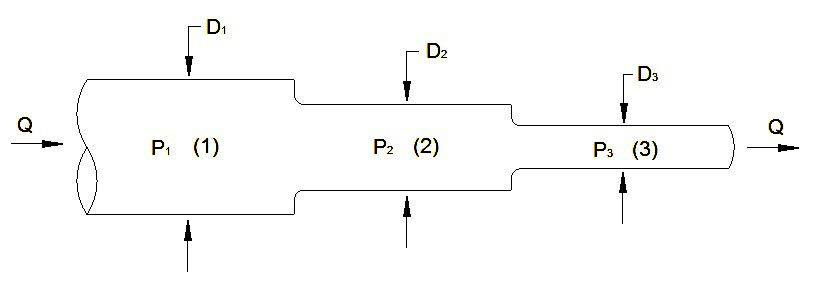 D₁
D₂
D₃
Q
P₁ (1)
P₂ (2)
P₃ (3)
Q